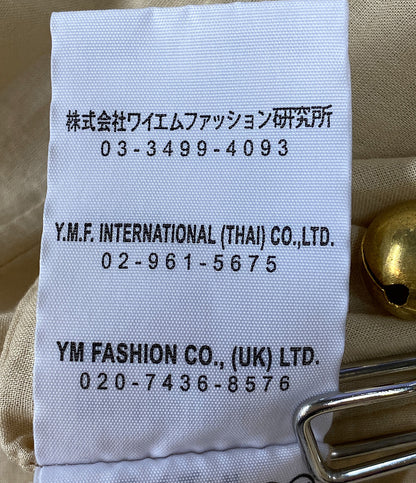 株式会社ワイエムファッション研究所
03-3499-4093
Y.M.F. INTERNATIONAL (THAI) CO.,LTD.
02-961-5675
YM FASHION CO., (UK) LTD.
020-7436-8576